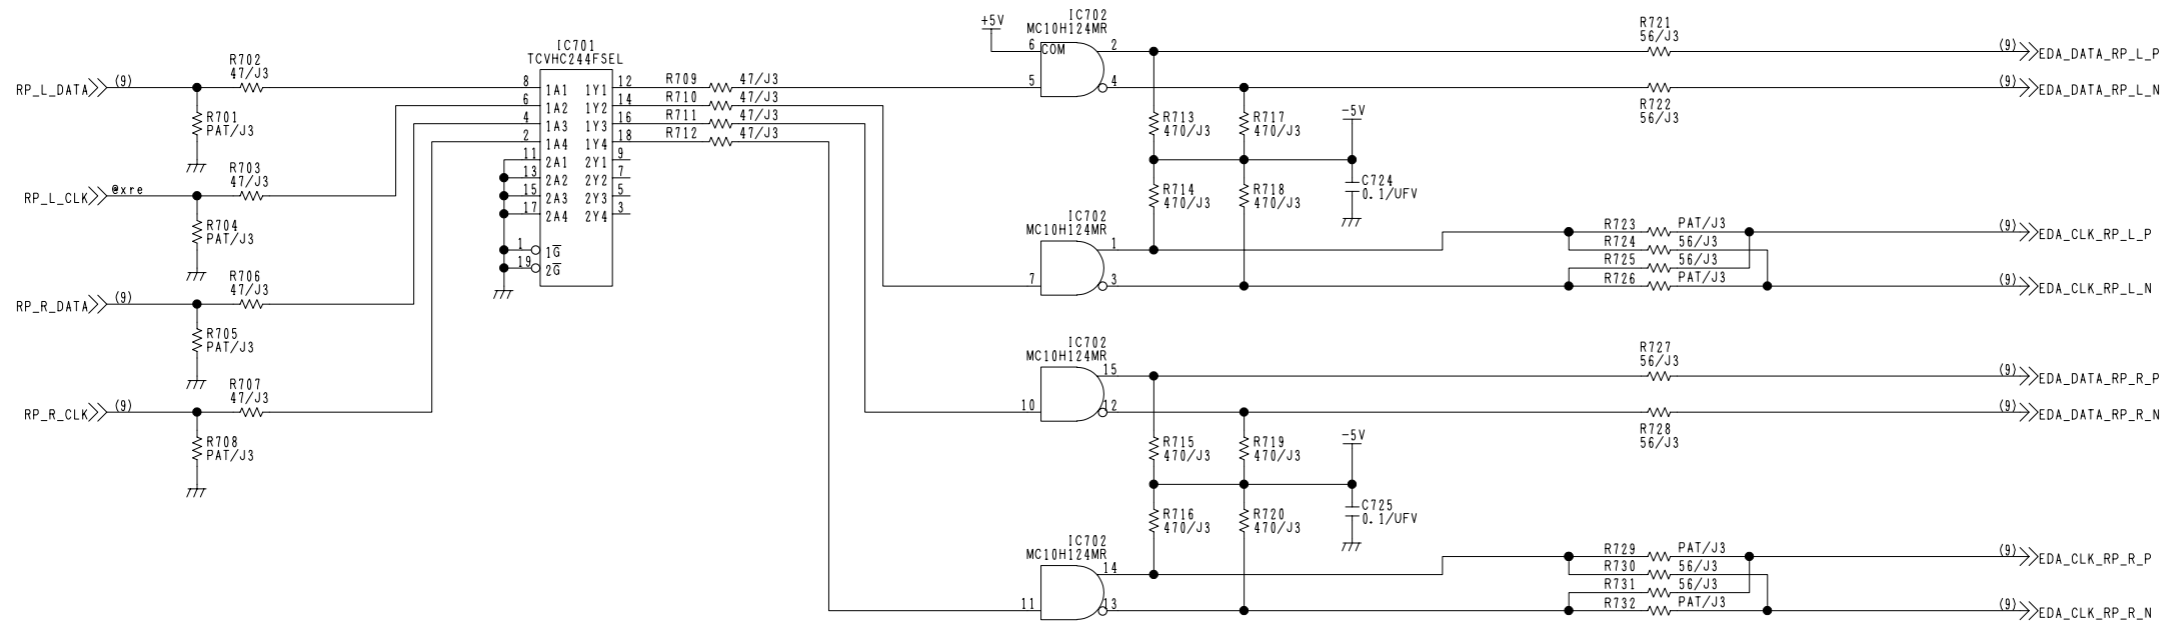 RP_L_DATA (9)
R702
47/J3
R701
PAT/J3
RP_L_CLK @xre
R703
47/J3
R704
PAT/J3
RP_R_DATA (9)
R706
47/J3
R705
PAT/J3
RP_R_CLK (9)
R707
47/J3
R708
PAT/J3
IC701
TCVHC244FSEL
8 1A1 1Y1 12
6 1A2 1Y2 14
4 1A3 1Y3 16
2 1A4 1Y4 18
11 2A1 2Y1 9
13 2A2 2Y2 7
15 2A3 2Y3 5
17 2A4 2Y4 3
1 1G
19 2G
R709 47/J3
R710 47/J3
R711 47/J3
R712 47/J3
+5V
IC702
MC10H124MR
6 COM 2
5 4
R713
470/J3
R717
470/J3
-5V
R714
470/J3
R718
470/J3
C724
0.1/UFV
IC702
MC10H124MR
1
7 3
R721
56/J3
(9) EDA_DATA_RP_L_P
(9) EDA_DATA_RP_L_N
R722
56/J3
R723 PAT/J3
R724 56/J3
R725 56/J3
R726 PAT/J3
(9) EDA_CLK_RP_L_P
(9) EDA_CLK_RP_L_N
IC702
MC10H124MR
15
10 12
R715
470/J3
R719
470/J3
-5V
R716
470/J3
R720
470/J3
C725
0.1/UFV
IC702
MC10H124MR
14
11 13
R727
56/J3
(9) EDA_DATA_RP_R_P
(9) EDA_DATA_RP_R_N
R728
56/J3
R729 PAT/J3
R730 56/J3
R731 56/J3
R732 PAT/J3
(9) EDA_CLK_RP_R_P
(9) EDA_CLK_RP_R_N